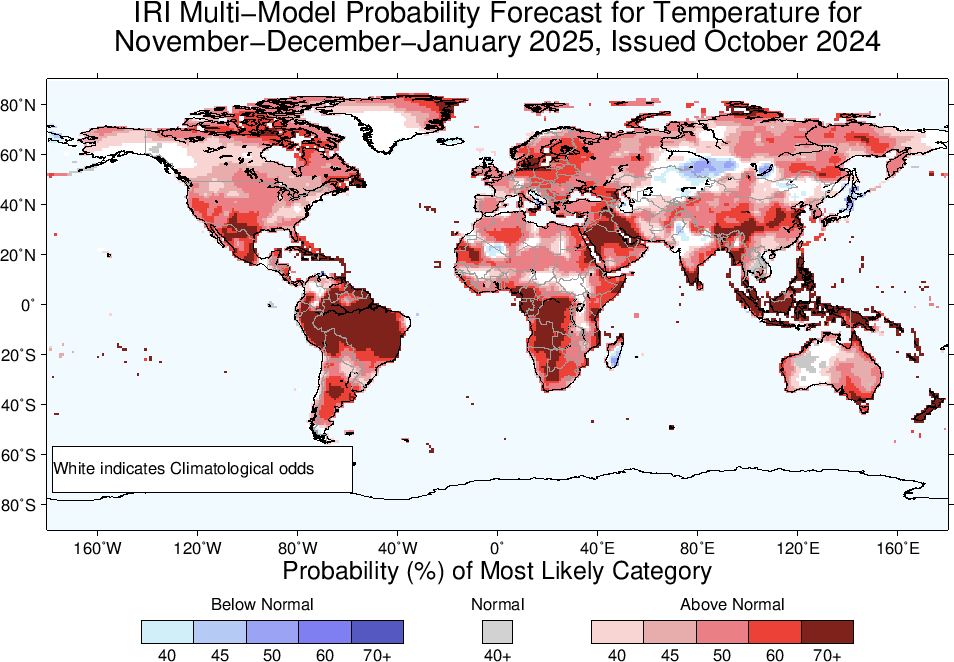 IRI Multi−Model Probability Forecast for Temperature for
November−December−January 2025, Issued October 2024
80˚N
60˚N
40˚N
20˚N
0˚
20˚S
40˚S
60˚S
80˚S
White indicates Climatological odds
160˚W 120˚W 80˚W 40˚W 0˚ 40˚E 80˚E 120˚E 160˚E
Probability (%) of Most Likely Category
Below Normal Normal Above Normal
40 45 50 60 70+ 40+ 40 45 50 60 70+